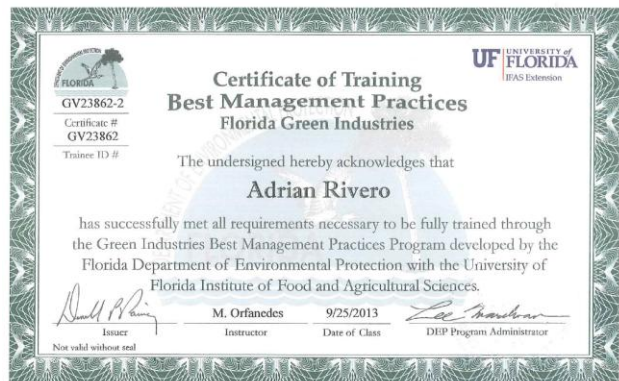 FLORIDA
GV23862-2
Certificate #
GV23862
Trainee ID #
UF UNIVERSITY of
FLORIDA
IFAS Extension
Certificate of Training
Best Management Practices
Florida Green Industries
The undersigned hereby acknowledges that
Adrian Rivero
has successfully met all requirements necessary to be fully trained through
the Green Industries Best Management Practices Program developed by the
Florida Department of Environmental Protection with the University of
Florida Institute of Food and Agricultural Sciences.
M. Orfanedes
9/25/2013
Issuer
Instructor
Date of Class
DEP Program Administrator
Not valid without seal